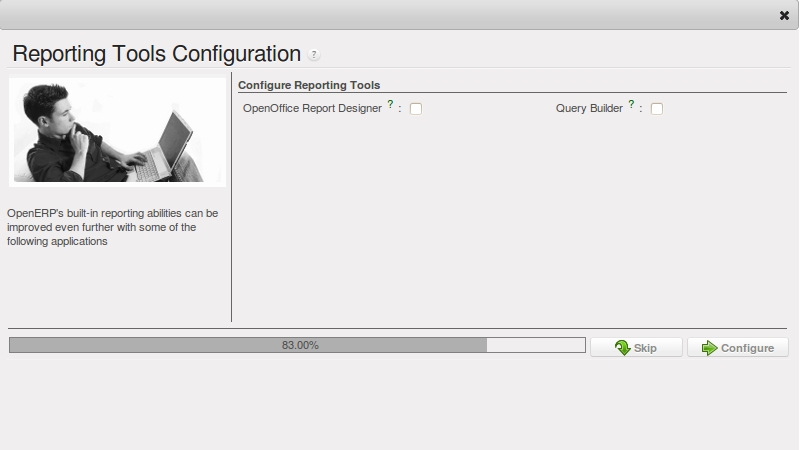 Reporting Tools Configuration ?
Configure Reporting Tools
OpenOffice Report Designer ? :
Query Builder ? :
OpenERP's built-in reporting abilities can be
improved even further with some of the
following applications
83.00%
Skip
Configure